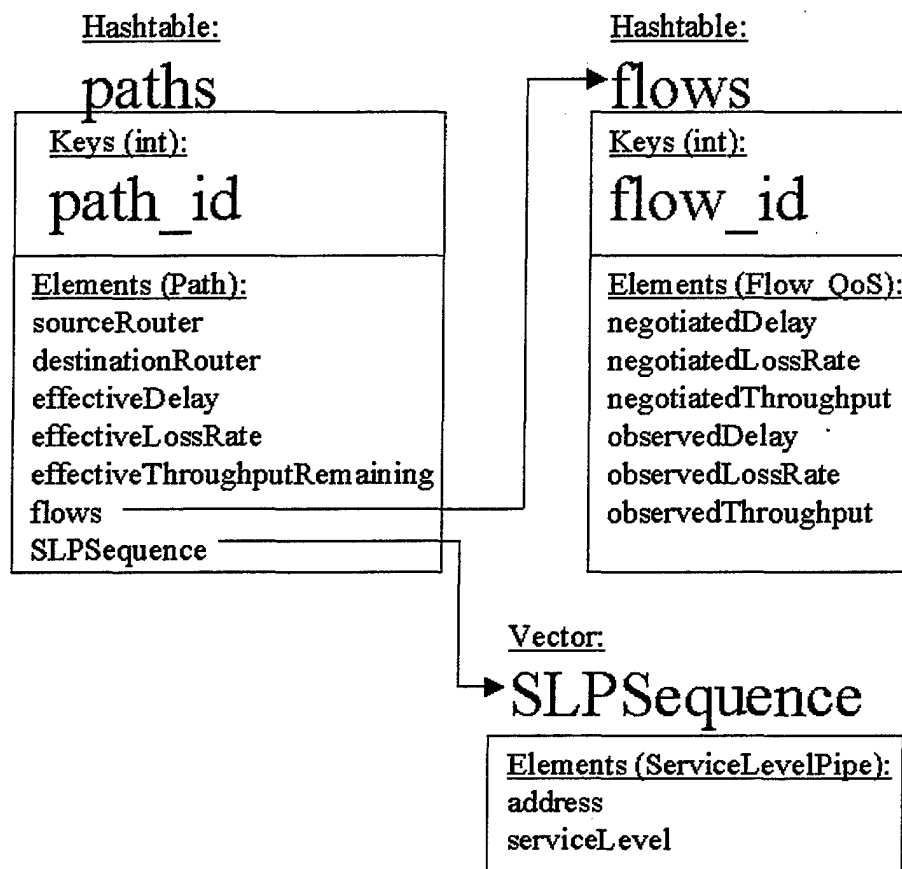 Hashtable:
paths
Keys (int):
path_id
Elements (Path):
sourceRouter
destinationRouter
effectiveDelay
effectiveLossRate
effectiveThroughputRemaining
flows
SLPSequence
Hashtable:
flows
Keys (int):
flow_id
Elements (Flow_QoS):
negotiatedDelay
negotiatedLossRate
negotiatedThroughput
observedDelay
observedLossRate
observedThroughput
Vector:
SLPSequence
Elements (ServiceLevelPipe):
address
serviceLevel